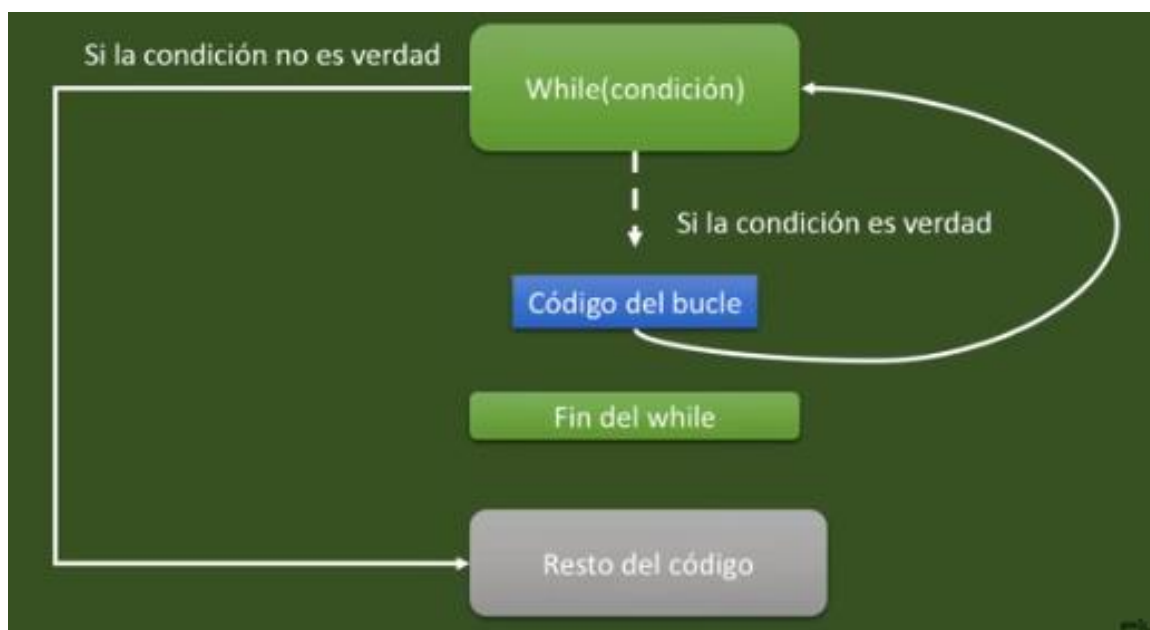 Si la condición no es verdad
While(condición)
Si la condición es verdad
Código del bucle
Fin del while
Resto del código